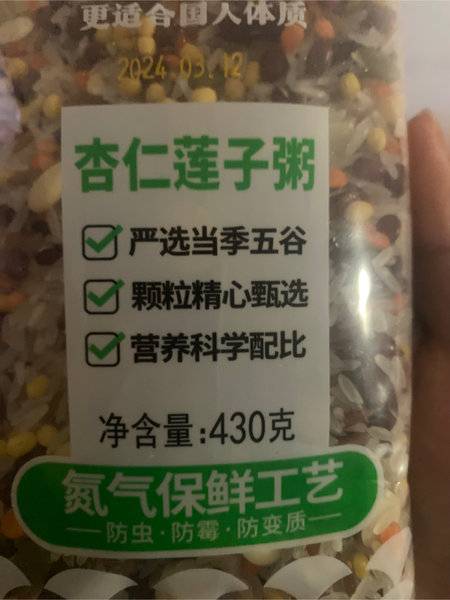 更适合国人体质
2024.03.12
杏仁莲子粥
严选当季五谷
颗粒精心甄选
营养科学配比
净含量:430克
氮气保鲜工艺
防虫·防霉·防变质